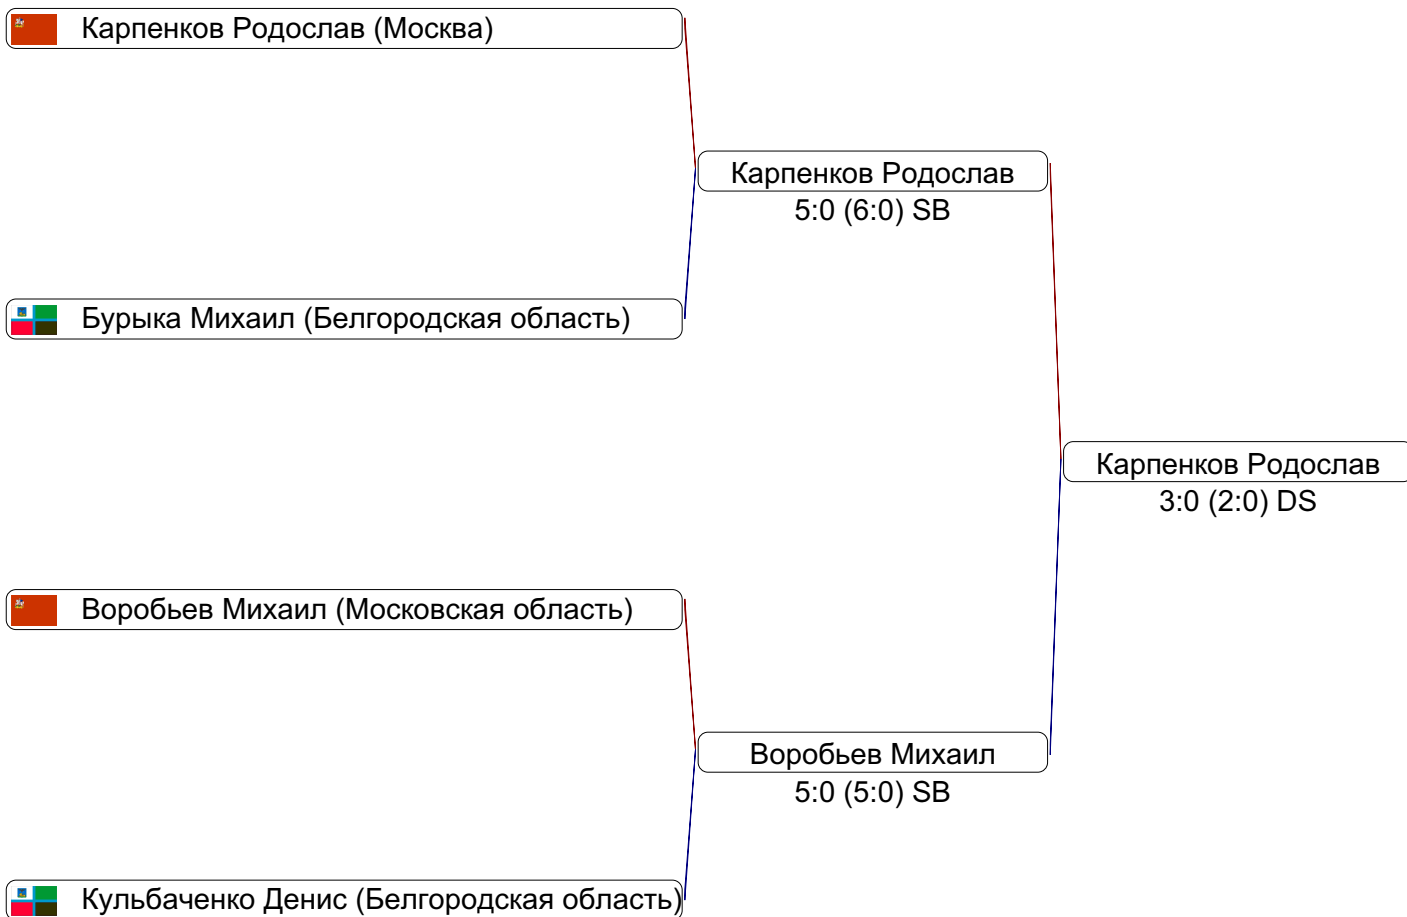 Карпенков Родослав (Москва)
Карпенков Родослав
5:0 (6:0) SB
Бурыка Михаил (Белгородская область)
Карпенков Родослав
3:0 (2:0) DS
Воробьев Михаил (Московская область)
Воробьев Михаил
5:0 (5:0) SB
Кульбаченко Денис (Белгородская область)